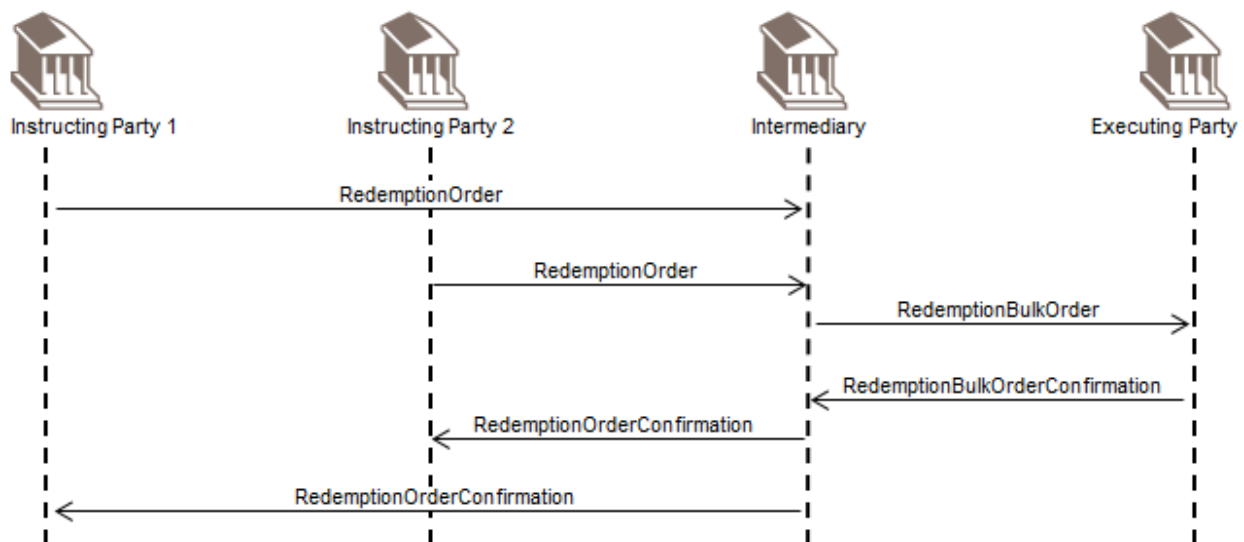 Instructing Party 1
Instructing Party 2
Intermediary
Executing Party
RedemptionOrder
RedemptionOrder
RedemptionBulkOrder
RedemptionBulkOrderConfirmation
RedemptionOrderConfirmation
RedemptionOrderConfirmation